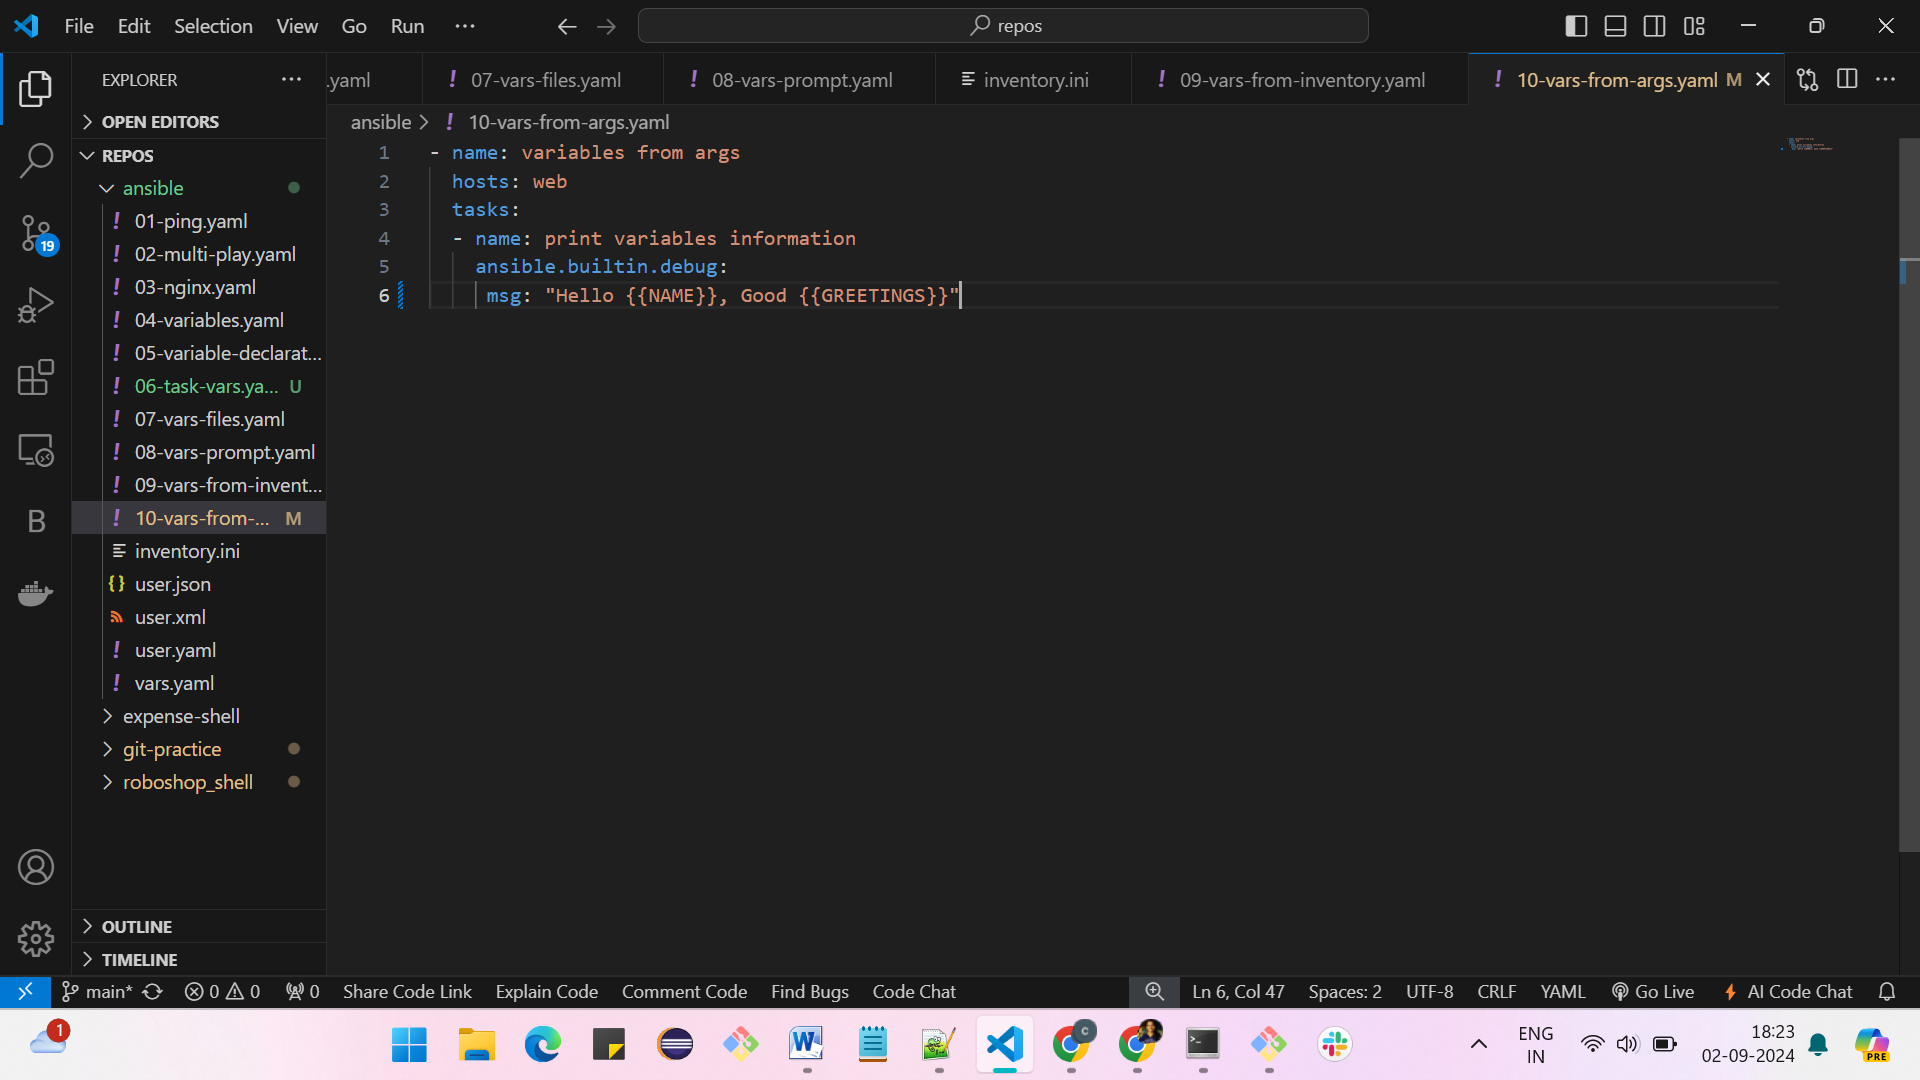 File Edit Selection View Go Run ··· repos
EXPLORER
.yaml
07-vars-files.yaml
08-vars-prompt.yaml
inventory.ini
09-vars-from-inventory.yaml
10-vars-from-args.yaml M
ansible > ! 10-vars-from-args.yaml
OPEN EDITORS
REPOS
ansible
! 01-ping.yaml
! 02-multi-play.yaml
! 03-nginx.yaml
! 04-variables.yaml
! 05-variable-declarat...
! 06-task-vars.ya... U
! 07-vars-files.yaml
! 08-vars-prompt.yaml
! 09-vars-from-invent...
! 10-vars-from-... M
inventory.ini
{} user.json
user.xml
! user.yaml
! vars.yaml
expense-shell
git-practice
roboshop_shell
OUTLINE
TIMELINE
19
B
1 - name: variables from args
2 hosts: web
3 tasks:
4 - name: print variables information
5 ansible.builtin.debug:
6 msg: "Hello {{NAME}}, Good {{GREETINGS}}"
main* 0 0 0 Share Code Link Explain Code Comment Code Find Bugs Code Chat Ln 6, Col 47 Spaces: 2 UTF-8 CRLF YAML Go Live AI Code Chat
1
W
C
ENG
IN
18:23
02-09-2024
PRE